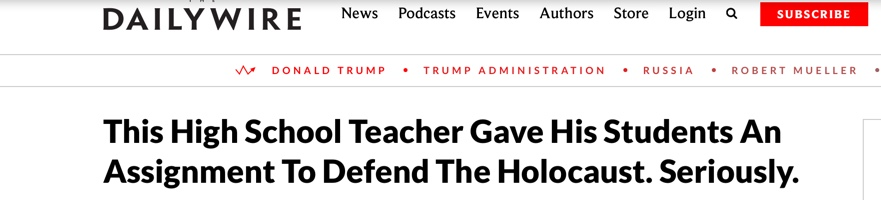 DAILYWIRE
News Podcasts Events Authors Store Login SUBSCRIBE
DONALD TRUMP • TRUMP ADMINISTRATION • RUSSIA • ROBERT MUELLER •
This High School Teacher Gave His Students An
Assignment To Defend The Holocaust. Seriously.